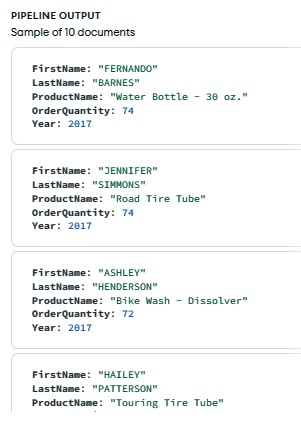 PIPELINE OUTPUT
Sample of 10 documents
FirstName: "FERNANDO"
LastName: "BARNES"
ProductName: "Water Bottle - 30 oz."
OrderQuantity: 74
Year: 2017
FirstName: "JENNIFER"
LastName: "SIMMONS"
ProductName: "Road Tire Tube"
OrderQuantity: 74
Year: 2017
FirstName: "ASHLEY"
LastName: "HENDERSON"
ProductName: "Bike Wash - Dissolver"
OrderQuantity: 72
Year: 2017
FirstName: "HAILEY"
LastName: "PATTERSON"
ProductName: "Touring Tire Tube"